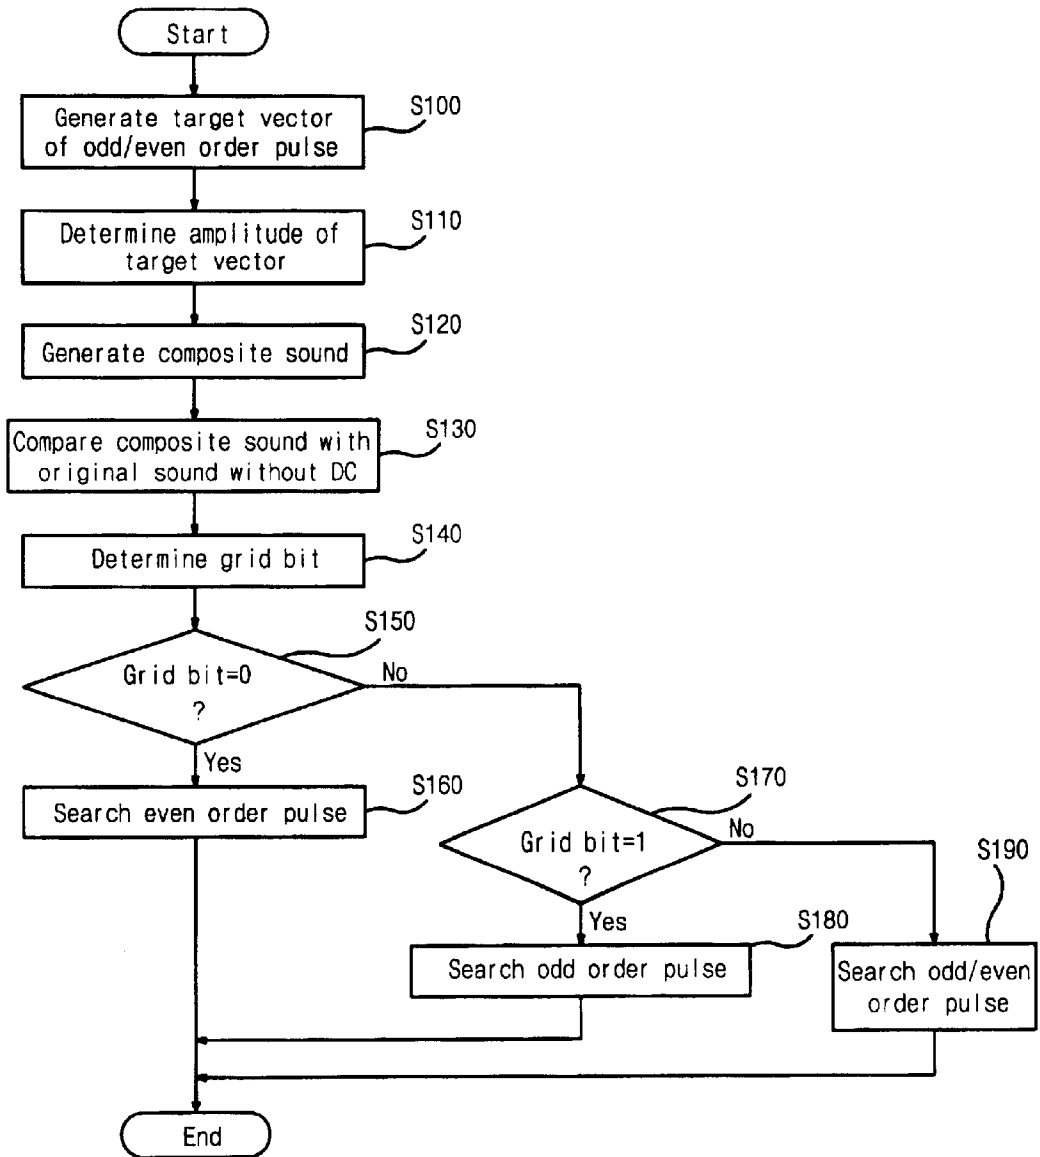 Start
S100
Generate target vector
of odd/even order pulse
S110
Determine amplitude of
target vector
S120
Generate composite sound
S130
Compare composite sound with
original sound without DC
S140
Determine grid bit
S150
Grid bit=0
?
No
Yes
S160
Search even order pulse
S170
Grid bit=1
?
No
Yes
S180
Search odd order pulse
S190
Search odd/even
order pulse
End